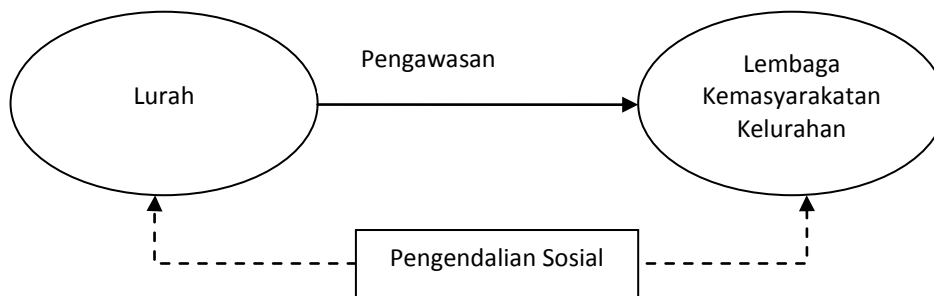 Pengawasan
Lurah
Lembaga
Kemasyarakatan
Kelurahan
Pengendalian Sosial